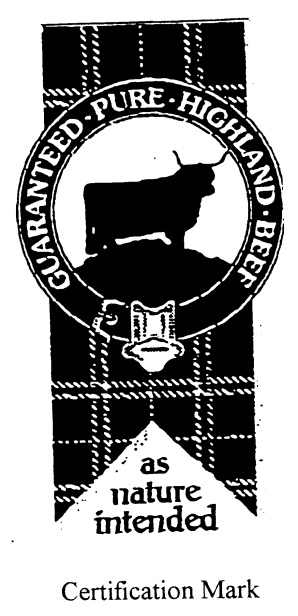 GUARANTEED · PURE · HIGHLAND · BEEF
as
nature
intended
Certification Mark